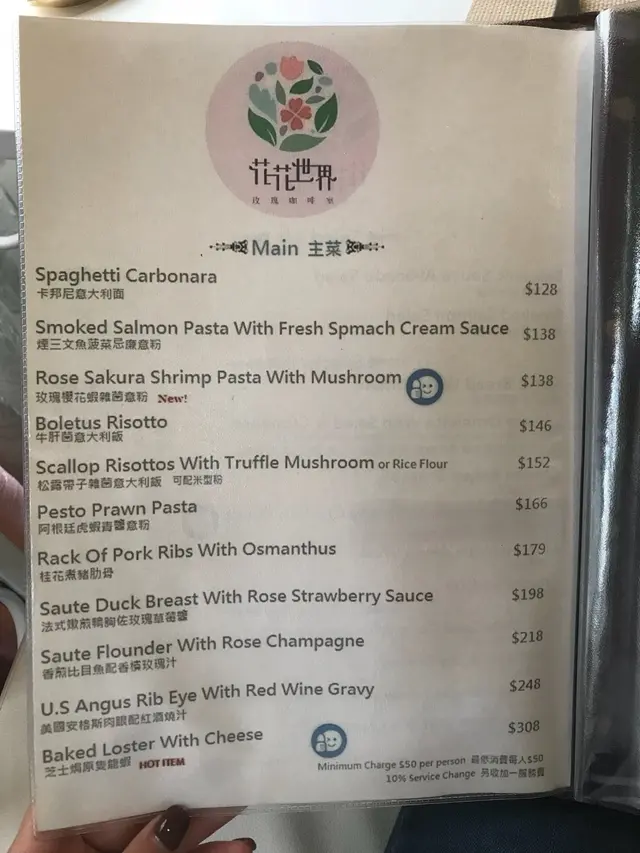 花花世界
玫瑰咖啡室
Main 主菜
Spaghetti Carbonara
卡邦尼意大利面
$128
Smoked Salmon Pasta With Fresh Spmach Cream Sauce
煙三文魚菠菜忌廉意粉
$138
Rose Sakura Shrimp Pasta With Mushroom
玫瑰櫻花蝦雜菌意粉 New!
$138
Boletus Risotto
牛肝菌意大利飯
$146
Scallop Risottos With Truffle Mushroom or Rice Flour
松露帶子雜菌意大利飯 可配米型粉
$152
Pesto Prawn Pasta
阿根廷虎蝦青醬意粉
$166
Rack Of Pork Ribs With Osmanthus
桂花煮豬肋骨
$179
Saute Duck Breast With Rose Strawberry Sauce
法式嫩煎鴨胸佐玫瑰草莓醬
$198
Saute Flounder With Rose Champagne
香煎比目魚配香檳玫瑰汁
$218
U.S Angus Rib Eye With Red Wine Gravy
美國安格斯肉眼配紅酒燒汁
$248
Baked Loster With Cheese
芝士焗原隻龍蝦 HOT ITEM
$308
Minimum Charge $50 per person 最低消費每人$50
10% Service Change 另收加一服務費